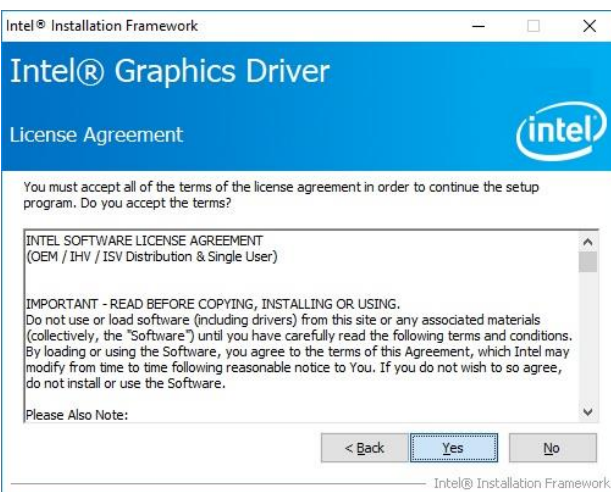 Intel® Installation Framework
Intel® Graphics Driver
License Agreement
intel
You must accept all of the terms of the license agreement in order to continue the setup
program. Do you accept the terms?
INTEL SOFTWARE LICENSE AGREEMENT
(OEM / IHV / ISV Distribution & Single User)
IMPORTANT - READ BEFORE COPYING, INSTALLING OR USING.
Do not use or load software (including drivers) from this site or any associated materials
(collectively, the "Software") until you have carefully read the following terms and conditions.
By loading or using the Software, you agree to the terms of this Agreement, which Intel may
modify from time to time following reasonable notice to You. If you do not wish to so agree,
do not install or use the Software.
Please Also Note:
< Back Yes No
Intel® Installation Framework